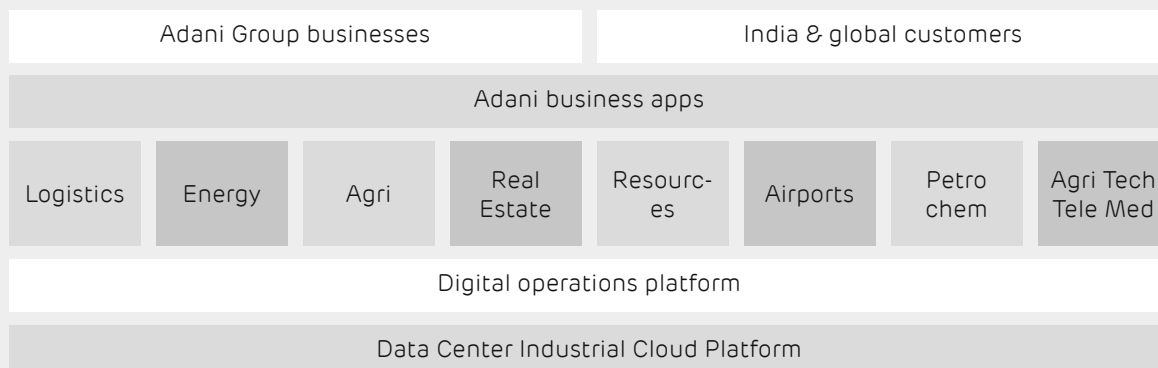 Adani Group businesses
India & global customers
Adani business apps
Logistics
Energy
Agri
Real
Estate
Resourc-
es
Airports
Petro
chem
Agri Tech
Tele Med
Digital operations platform
Data Center Industrial Cloud Platform